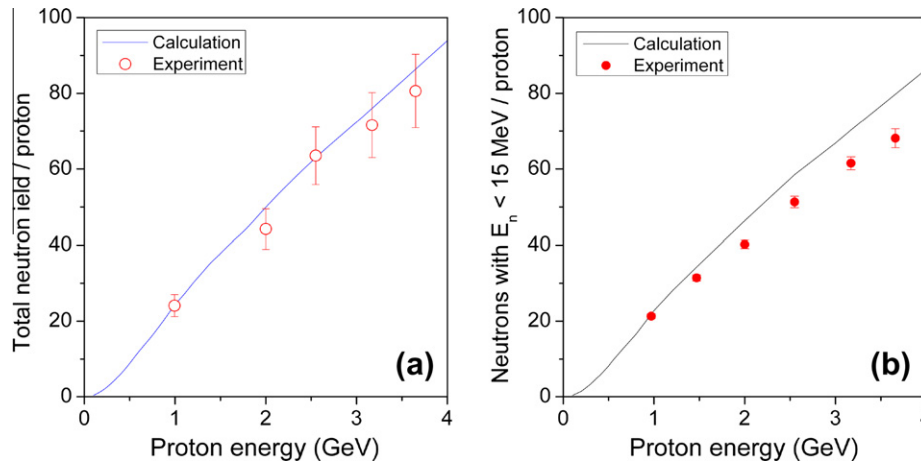 100
80
60
40
20
0
Total neutron ield / proton
Calculation
Experiment
(a)
0 1 2 3 4
Proton energy (GeV)
100
80
60
40
20
0
Neutrons with E_n < 15 MeV / proton
Calculation
Experiment
(b)
0 1 2 3 4
Proton energy (GeV)